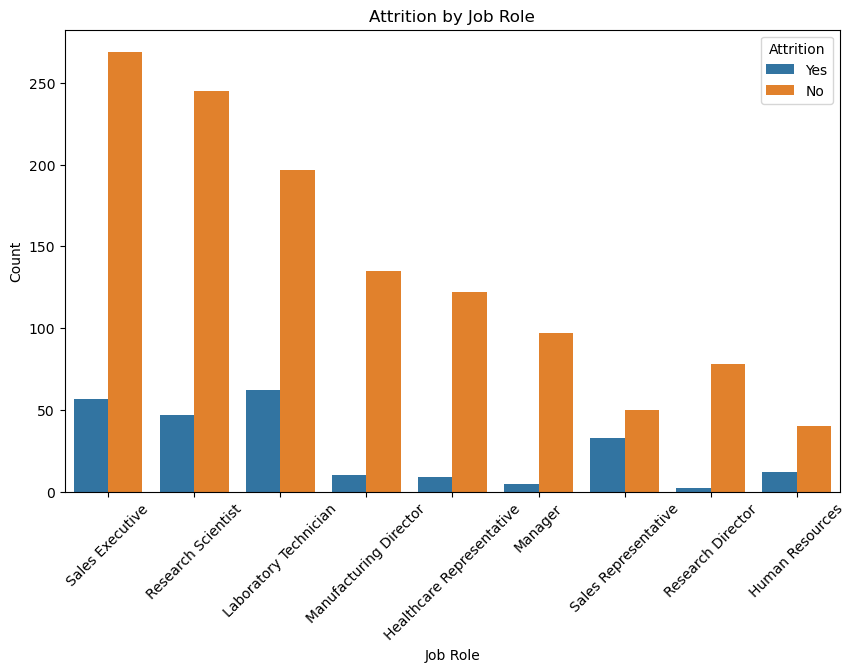 Attrition by Job Role
Attrition
Yes
No
Count
250
200
150
100
50
0
Sales Executive
Research Scientist
Laboratory Technician
Manufacturing Director
Healthcare Representative
Manager
Sales Representative
Research Director
Human Resources
Job Role